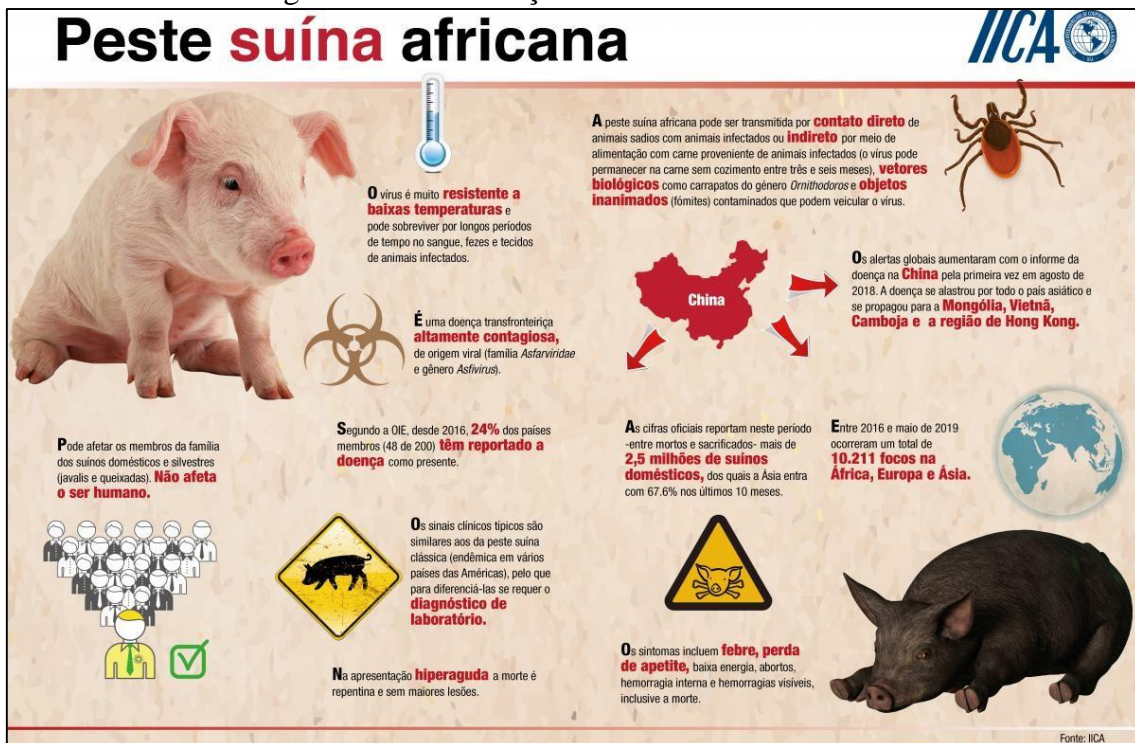 Peste suína africana
IICA
O vírus é muito resistente a
baixas temperaturas e
pode sobreviver por longos períodos
de tempo no sangue, fezes e tecidos
de animais infectados.
A peste suína africana pode ser transmitida por contato direto de
animais sadios com animais infectados ou indireto por meio de
alimentação com carne proveniente de animais infectados (o vírus pode
permanecer na carne sem cozimento entre três e seis meses), vetores
biológicos como carrapatos do género Ornithodoros e objetos
inanimados (fómites) contaminados que podem veicular o vírus.
É uma doença transfronteiriça
altamente contagiosa,
de origem viral (família Asfarviridae
e gênero Asfivirus).
China
Os alertas globais aumentaram com o informe da
doença na China pela primeira vez em agosto de
2018. A doença se alastrou por todo o país asiático e
se propagou para a Mongólia, Vietnã,
Camboja e a região de Hong Kong.
Pode afetar os membros da família
dos suínos domésticos e silvestres
(javalis e queixadas). Não afeta
o ser humano.
Segundo a OIE, desde 2016, 24% dos países
membros (48 de 200) têm reportado a
doença como presente.
As cifras oficiais reportam neste período
-entre mortos e sacrificados- mais de
2,5 milhões de suínos
domésticos, dos quais a Ásia entra
com 67.6% nos últimos 10 meses.
Entre 2016 e maio de 2019
ocorreram um total de
10.211 focos na
África, Europa e Ásia.
Os sinais clínicos típicos são
similares aos da peste suína
clássica (endêmica em vários
países das Américas), pelo que
para diferenciá-las se requer o
diagnóstico de
laboratório.
Na apresentação hiperaguda a morte é
repentina e sem maiores lesões.
Os sintomas incluem febre, perda
de apetite, baixa energia, abortos,
hemorragia interna e hemorragias visíveis,
inclusive a morte.
Fonte: IICA